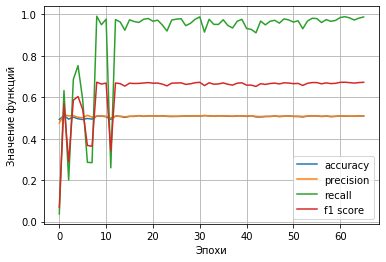 1.0
0.8
0.6
0.4
0.2
0.0
Значение функций
accuracy
precision
recall
f1 score
0 10 20 30 40 50 60
Эпохи